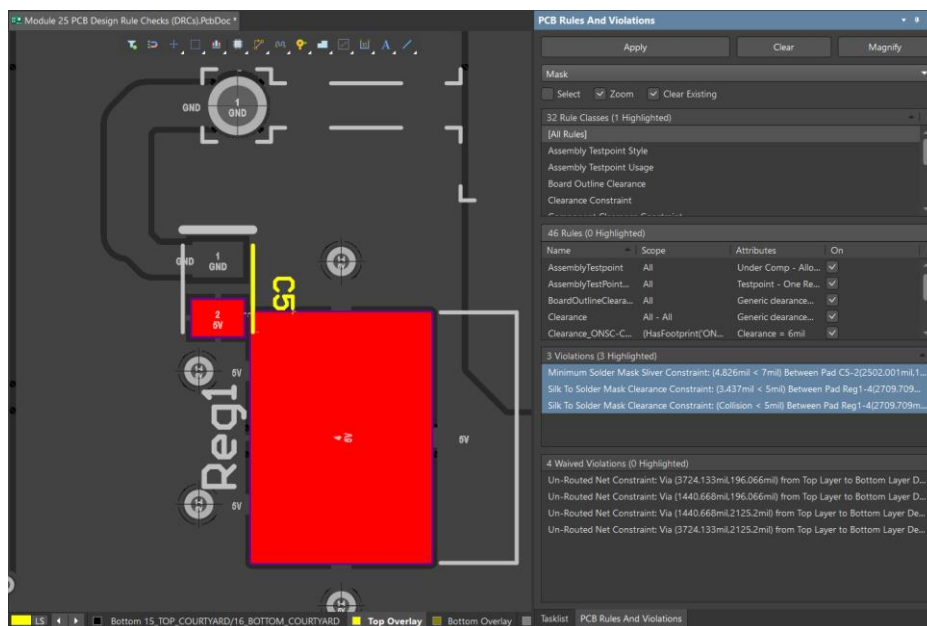 Module 25 PCB Design Rule Checks (DRCs).PcbDoc *
GND
1
GND
GND
1
GND
C5
2
5V
5V
Reg1
4
5V
5V
5V
LS
Bottom 15_TOP_COURTYARD/16_BOTTOM_COURTYARD
Top Overlay
Bottom Overlay
PCB Rules And Violations
Apply
Clear
Magnify
Mask
Select
Zoom
Clear Existing
32 Rule Classes (1 Highlighted)
[All Rules]
Assembly Testpoint Style
Assembly Testpoint Usage
Board Outline Clearance
Clearance Constraint
46 Rules (0 Highlighted)
Name Scope Attributes On
AssemblyTestpoint All Under Comp - Allo...
AssemblyTestPoint... All Testpoint - One Re...
BoardOutlineCleara... All Generic clearance...
Clearance All - All Generic clearance...
Clearance_ONSC-C... (HasFootprint('ON... Clearance = 6mil
3 Violations (3 Highlighted)
Minimum Solder Mask Sliver Constraint: (4.826mil < 7mil) Between Pad C5-2(2502.001mil,1...
Silk To Solder Mask Clearance Constraint: (3.437mil < 5mil) Between Pad Reg1-4(2709.709...
Silk To Solder Mask Clearance Constraint: (Collision < 5mil) Between Pad Reg1-4(2709.709m...
4 Waived Violations (0 Highlighted)
Un-Routed Net Constraint: Via (3724.133mil,196.066mil) from Top Layer to Bottom Layer D...
Un-Routed Net Constraint: Via (1440.668mil,196.066mil) from Top Layer to Bottom Layer D...
Un-Routed Net Constraint: Via (1440.668mil,2125.2mil) from Top Layer to Bottom Layer De...
Un-Routed Net Constraint: Via (3724.133mil,2125.2mil) from Top Layer to Bottom Layer De...
Tasklist
PCB Rules And Violations